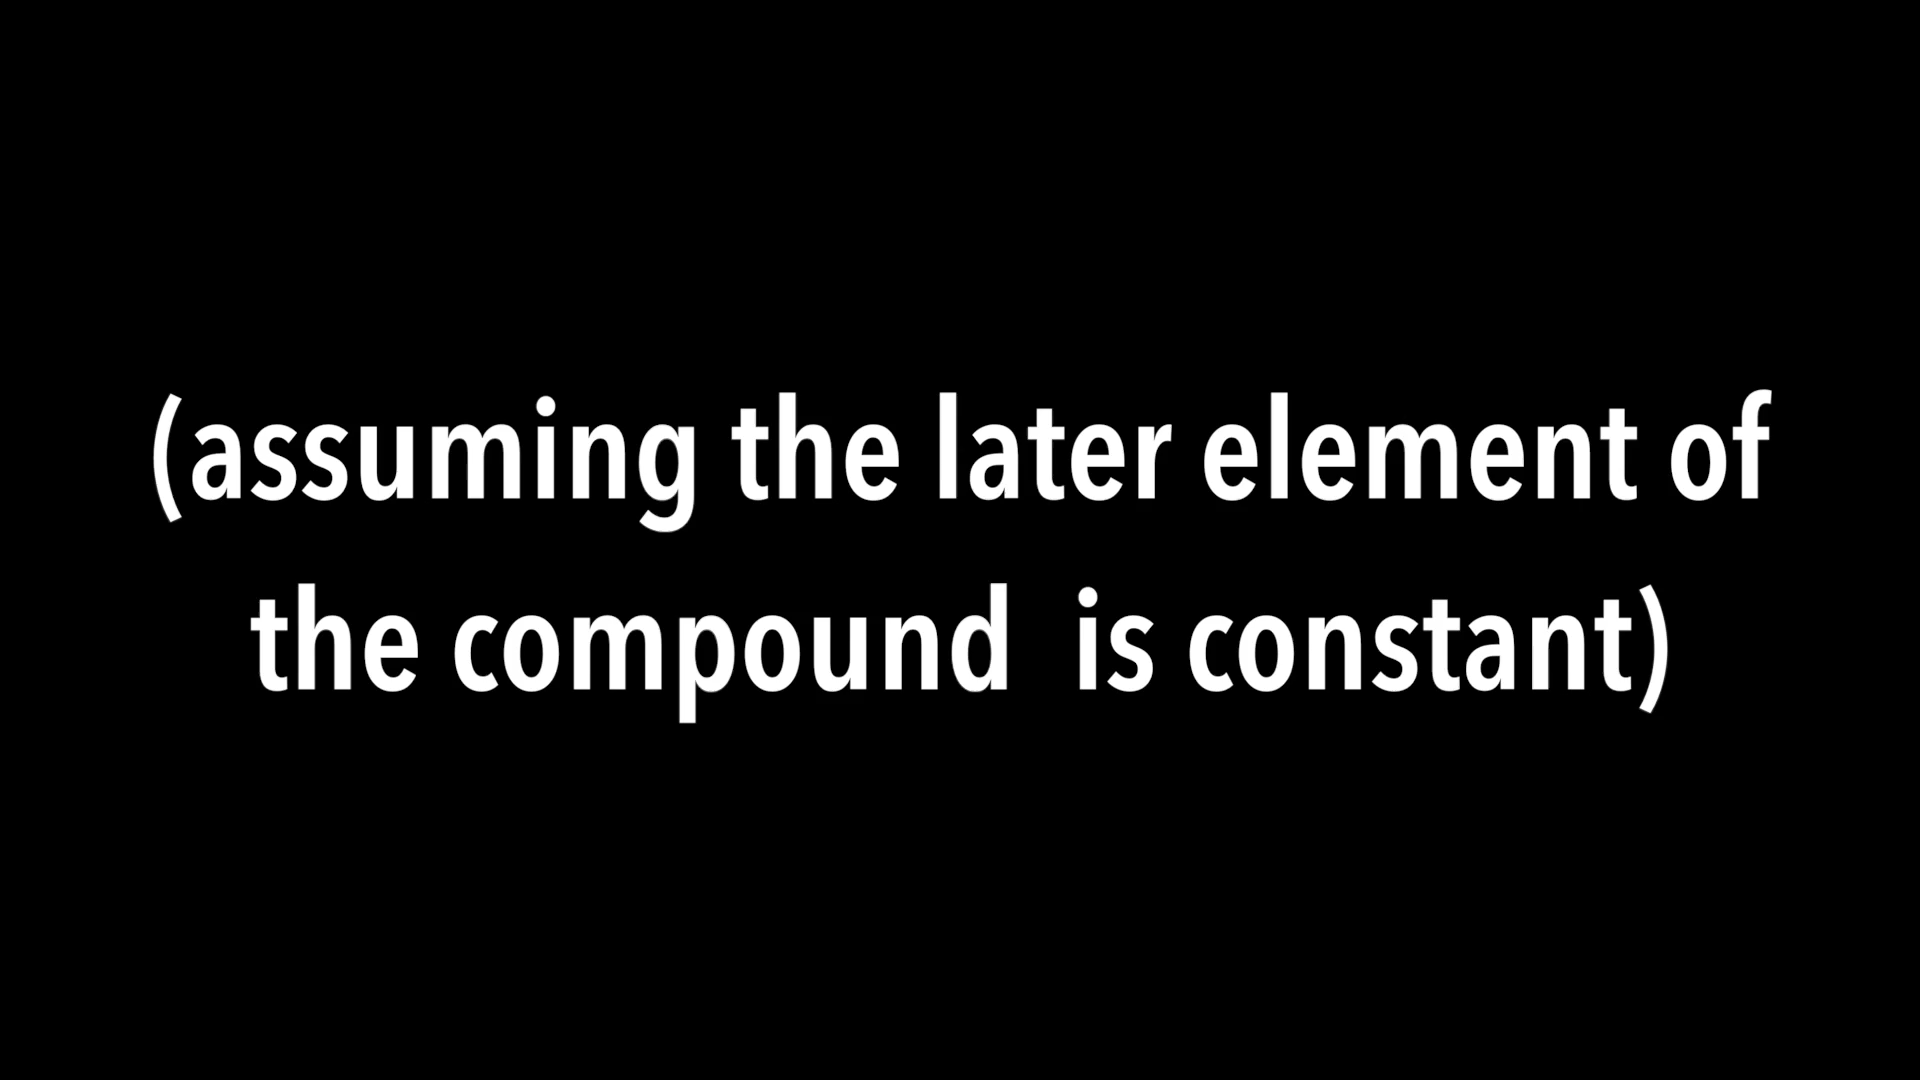 (assuming the later element of
the compound  is constant)